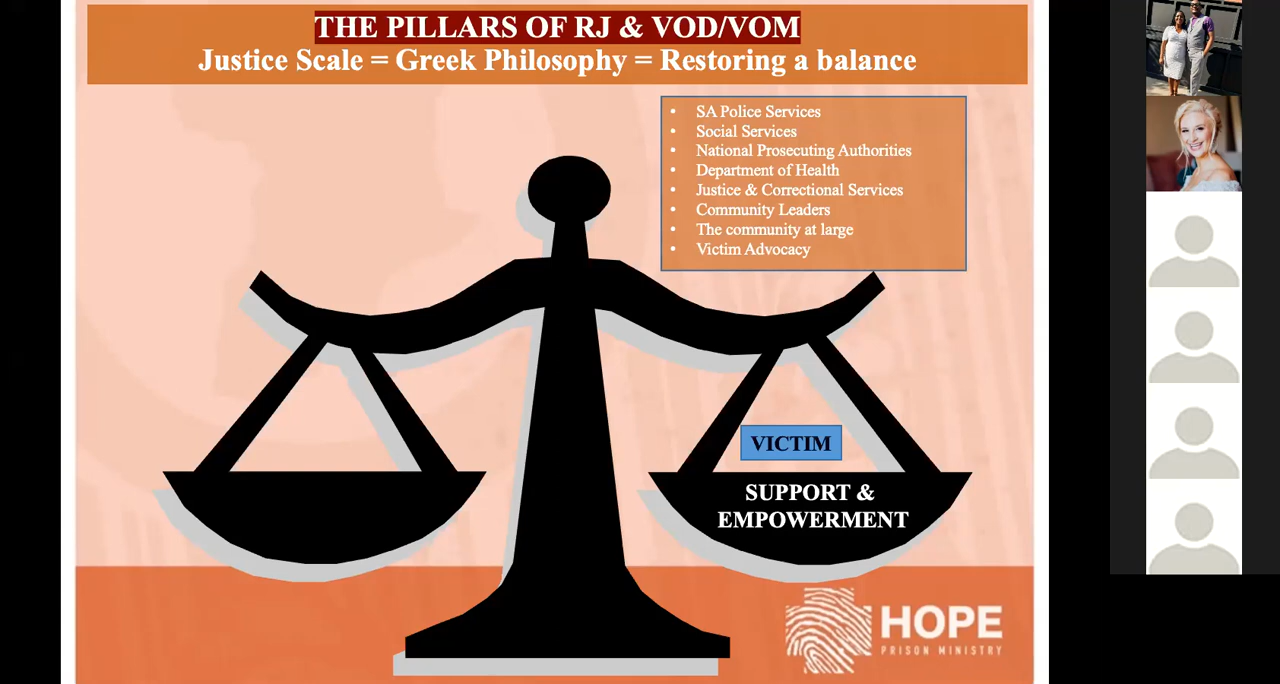 THE PILLARS OF RJ & VOD/VOM
Justice Scale = Greek Philosophy = Restoring a balance
• SA Police Services
• Social Services
• National Prosecuting Authorities
• Department of Health
• Justice & Correctional Services
• Community Leaders
• The community at large
• Victim Advocacy
VICTIM
SUPPORT &
EMPOWERMENT
HOPE
PRISON MINISTRY